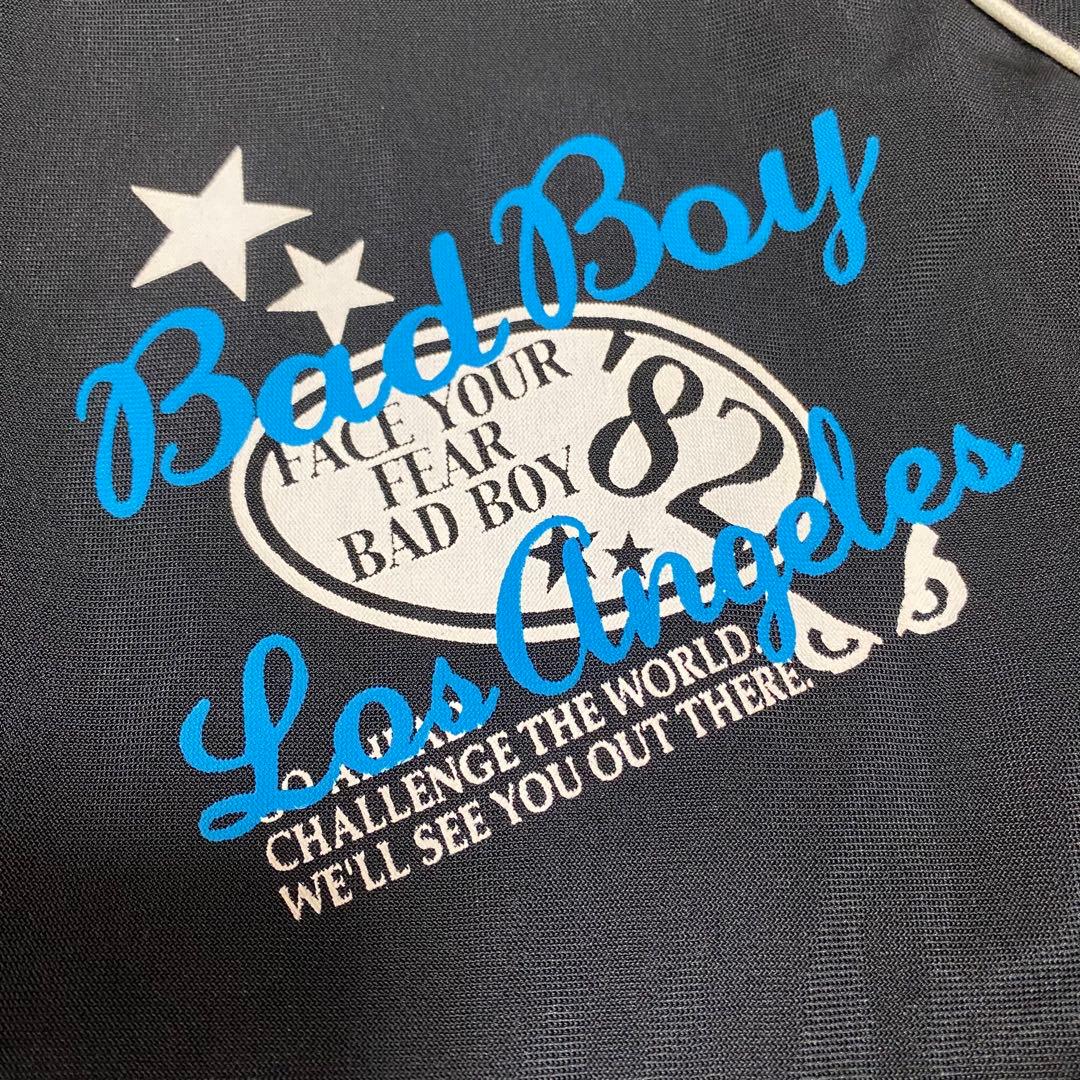 Bad Boy
FACE YOUR
FEAR
BAD BOY
'82
Los Angeles
CHALLENGE THE WORLD.
WE'LL SEE YOU OUT THERE.